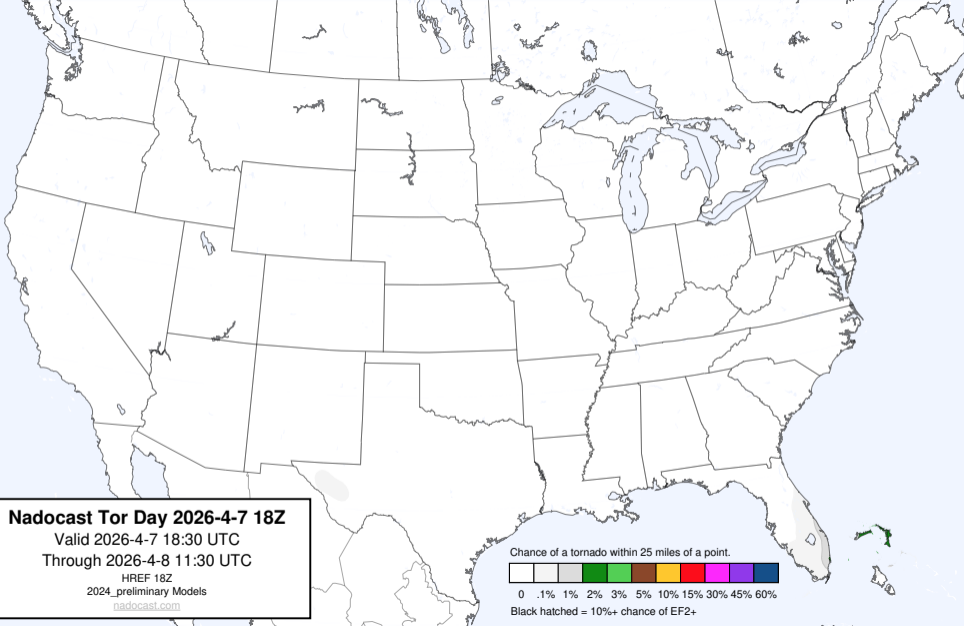 Nadocast Tor Day 2026-4-7 18Z
Valid 2026-4-7 18:30 UTC
Through 2026-4-8 11:30 UTC
HREF 18Z
2024_preliminary Models
nadocast.com
Chance of a tornado within 25 miles of a point.
0 .1% 1% 2% 3% 5% 10% 15% 30% 45% 60%
Black hatched = 10%+ chance of EF2+